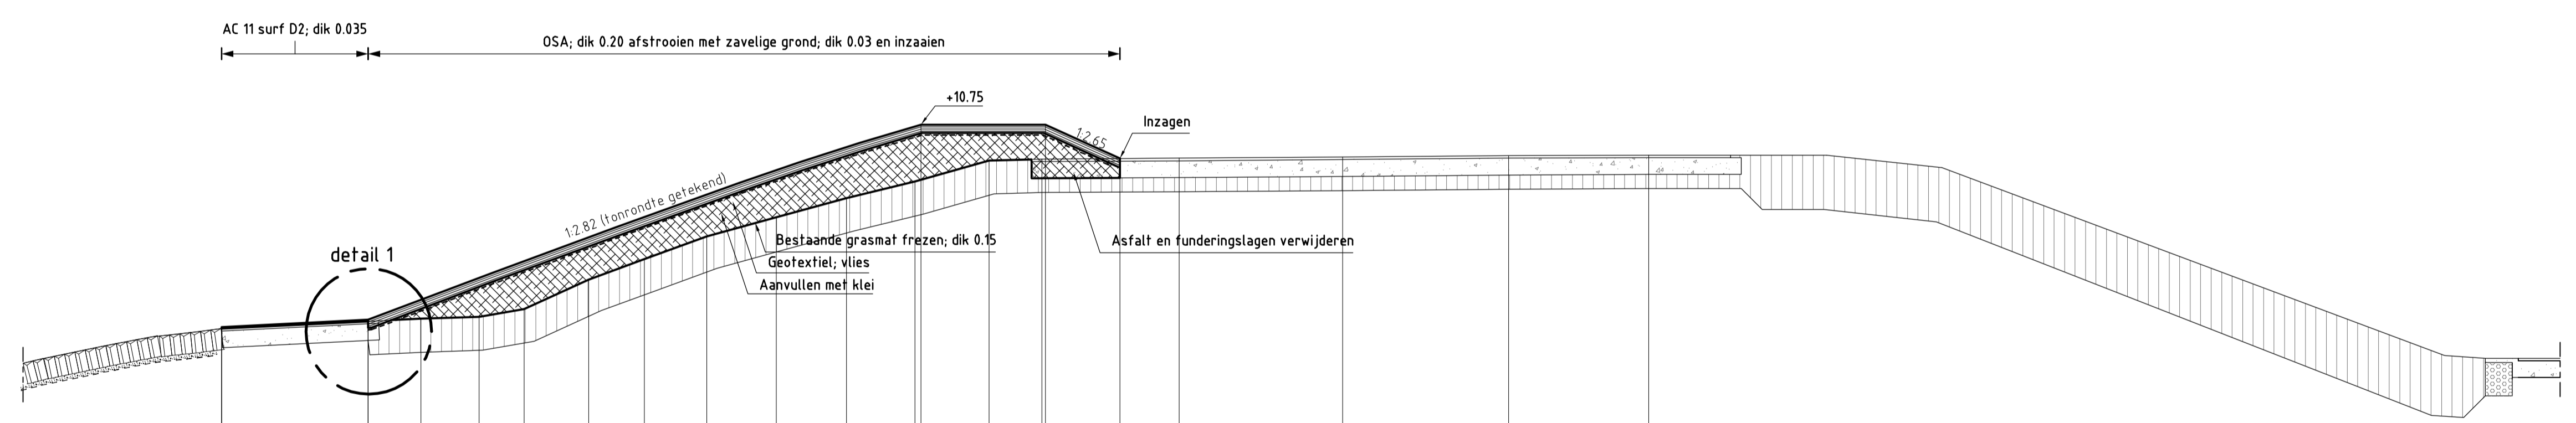 AC 11 surf D2; dik 0.035
OSA; dik 0.20 afstrooien met zavelige grond; dik 0.03 en inzaaien
+10.75
Inzagen
1:2.65
1:2.82 (tonrondte getekend)
Bestaande grasmat frezen; dik 0.15
Asfalt en funderingslagen verwijderen
detail 1
Geotextiel; vlies
Aanvullen met klei